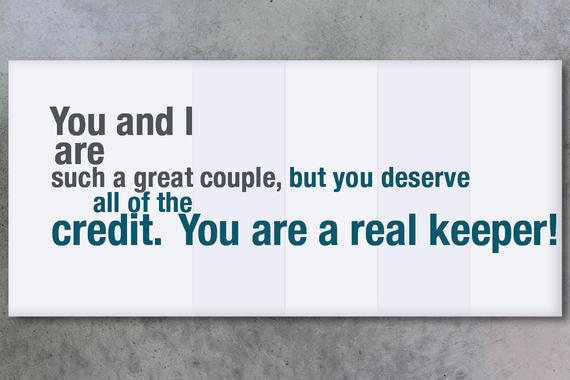 You and I
are
such a great couple, but you deserve
all of the
credit. You are a real keeper!